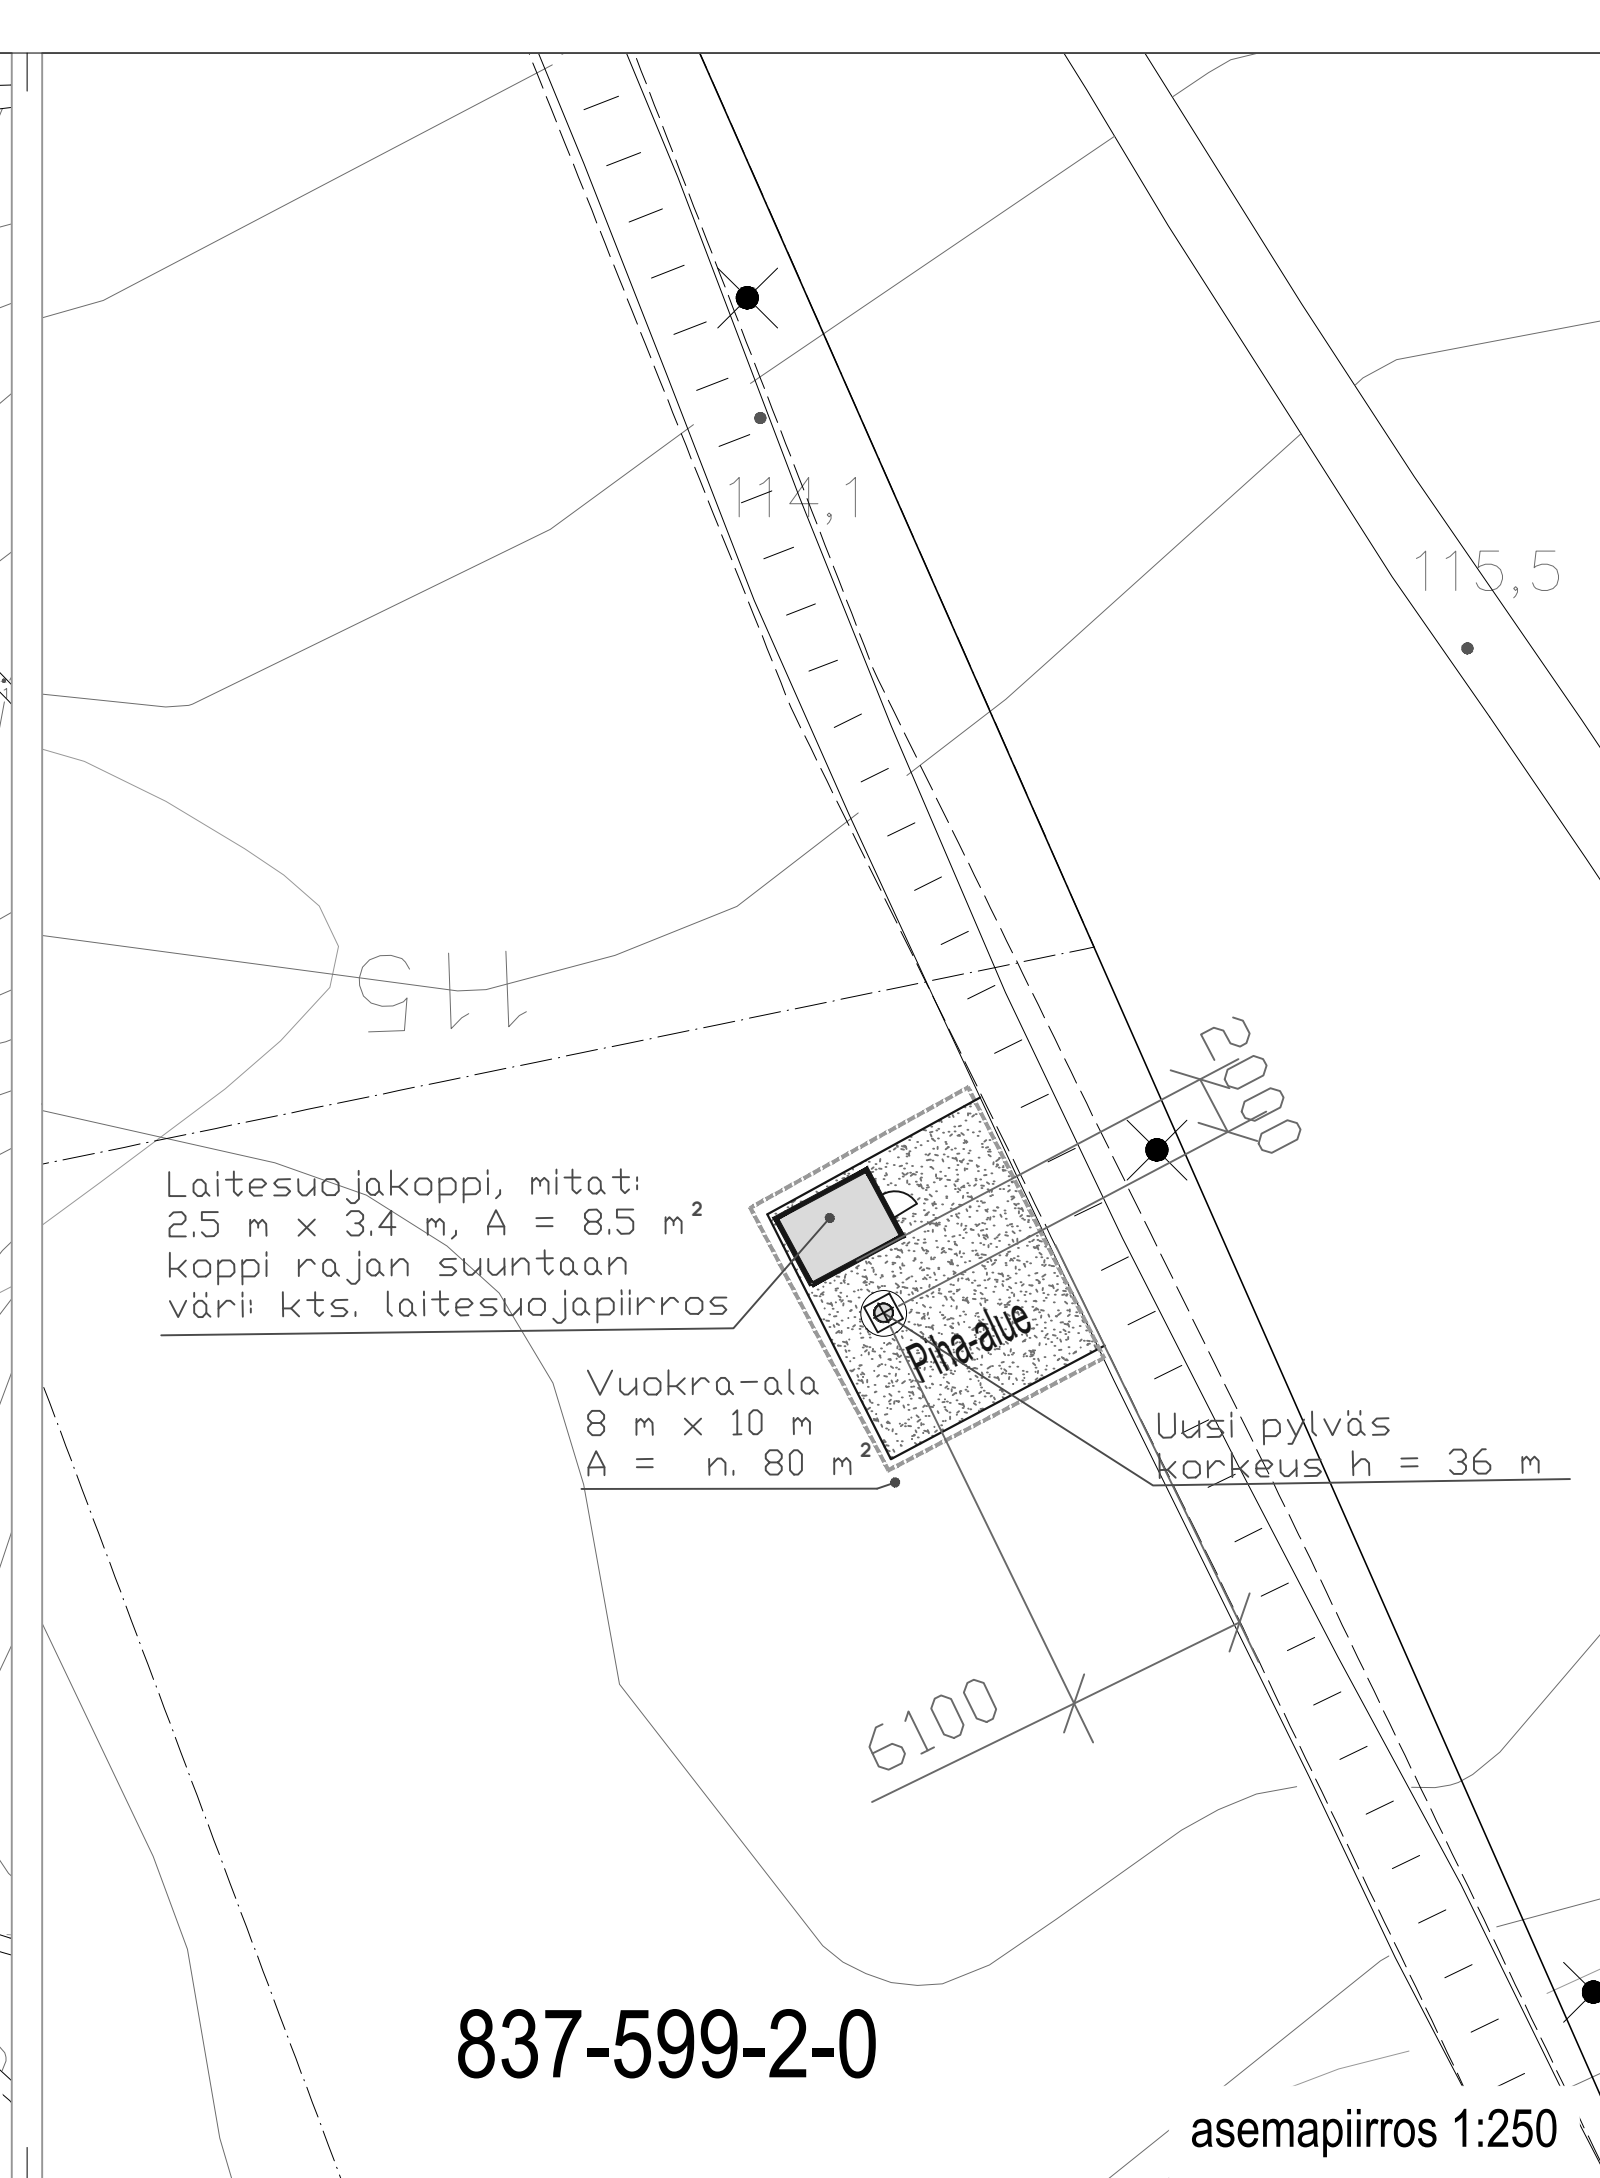 114,1
115,5
115
2000
Laitesuojakoppi, mitat:
2.5 m x 3.4 m, A = 8.5 m²
koppi rajan suuntaan
väri: kts. laitesuojapiirros
Piha-alue
Vuokra-ala
8 m x 10 m
A = n. 80 m²
Uusi pylväs
korkeus h = 36 m
6100
837-599-2-0
asemapiirros 1:250